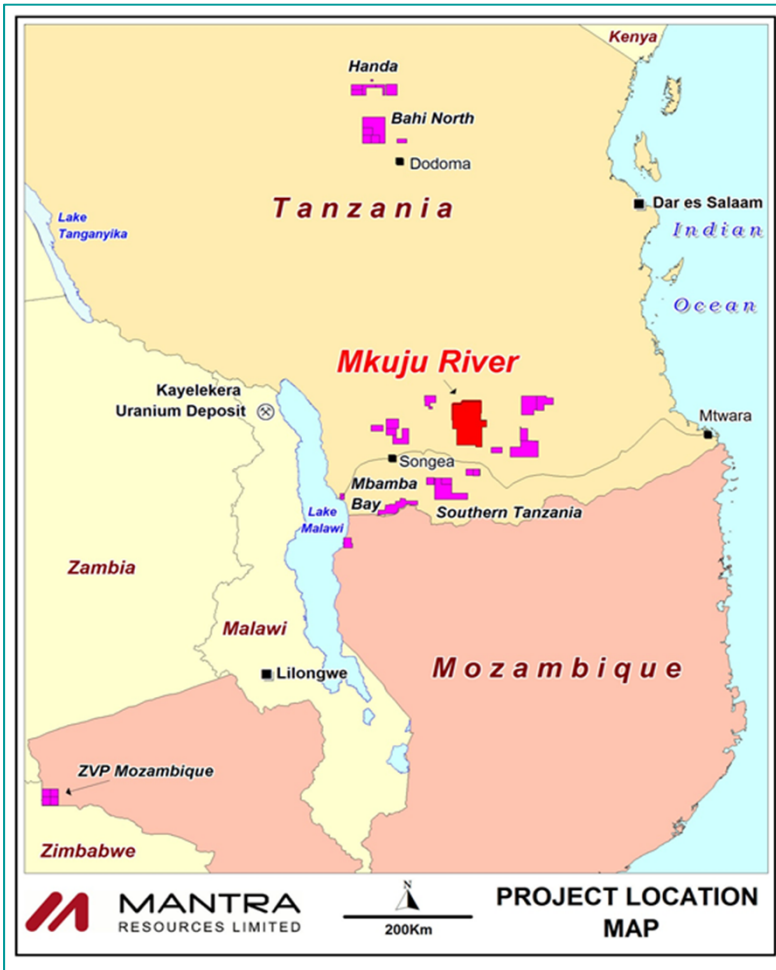 Kenya
Handa
Bahi North
Dodoma
Tanzania
Lake
Tanganyika
Dar es Salaam
Indian
Ocean
Mkuju River
Kayelekera
Uranium Deposit
Mtwara
Songea
Mbamba
Bay
Southern Tanzania
Lake
Malawi
Zambia
Malawi
Mozambique
Lilongwe
ZVP Mozambique
Zimbabwe
MANTRA
RESOURCES LIMITED
N
200Km
PROJECT LOCATION
MAP